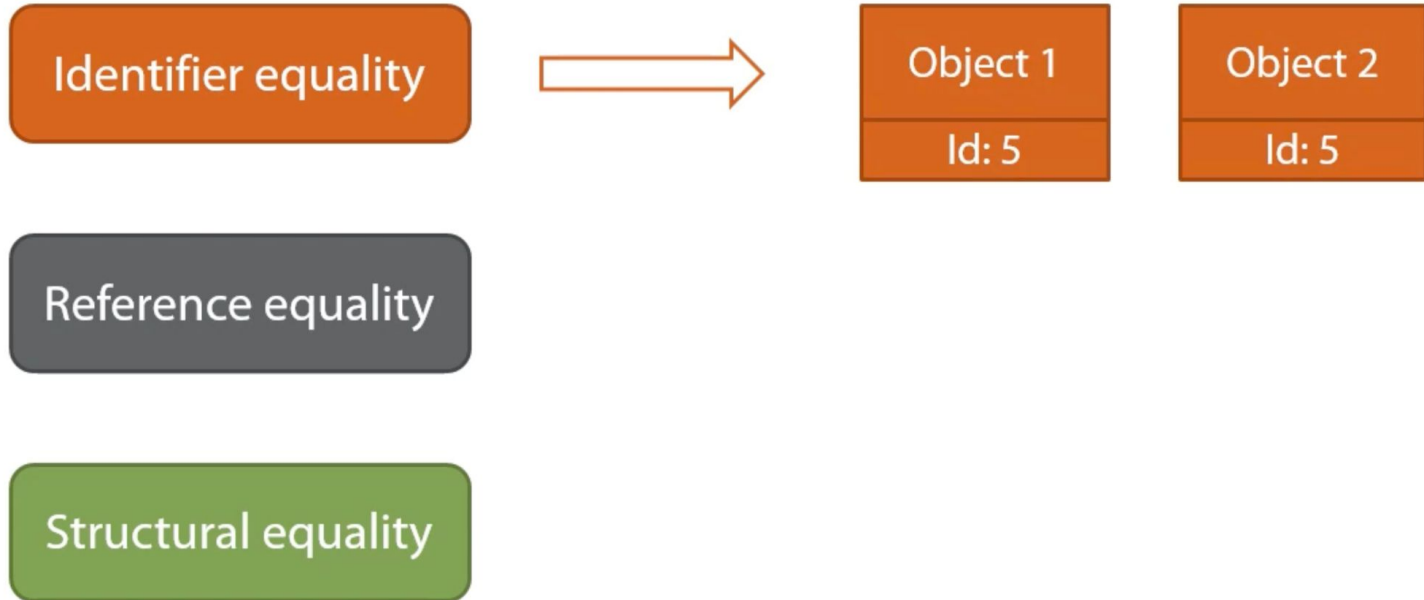 Identifier equality
Object 1
Object 2
Id: 5
Id: 5
Reference equality
Structural equality